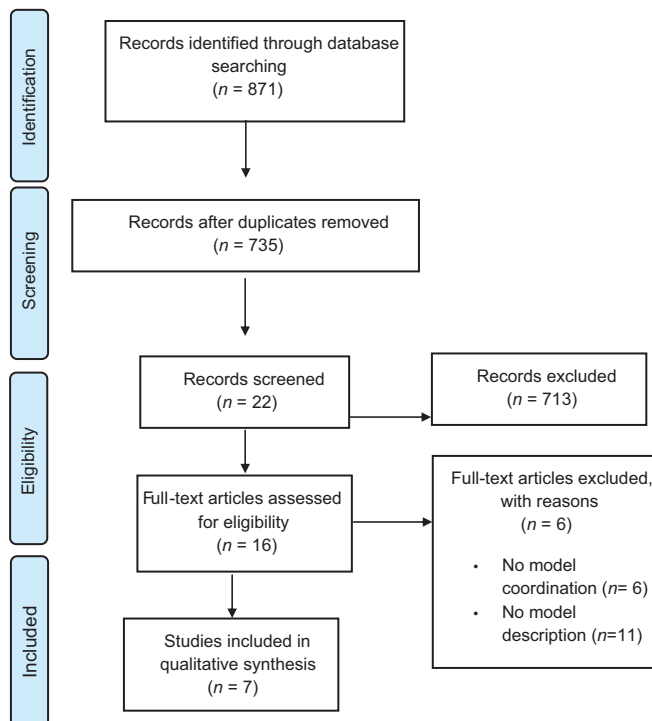 Identification
Records identified through database
searching
(n = 871)
Screening
Records after duplicates removed
(n = 735)
Eligibility
Records screened
(n = 22)
Records excluded
(n = 713)
Full-text articles assessed
for eligibility
(n = 16)
Full-text articles excluded,
with reasons
(n = 6)
• No model
coordination (n= 6)
• No model
description (n=11)
Included
Studies included in
qualitative synthesis
(n = 7)